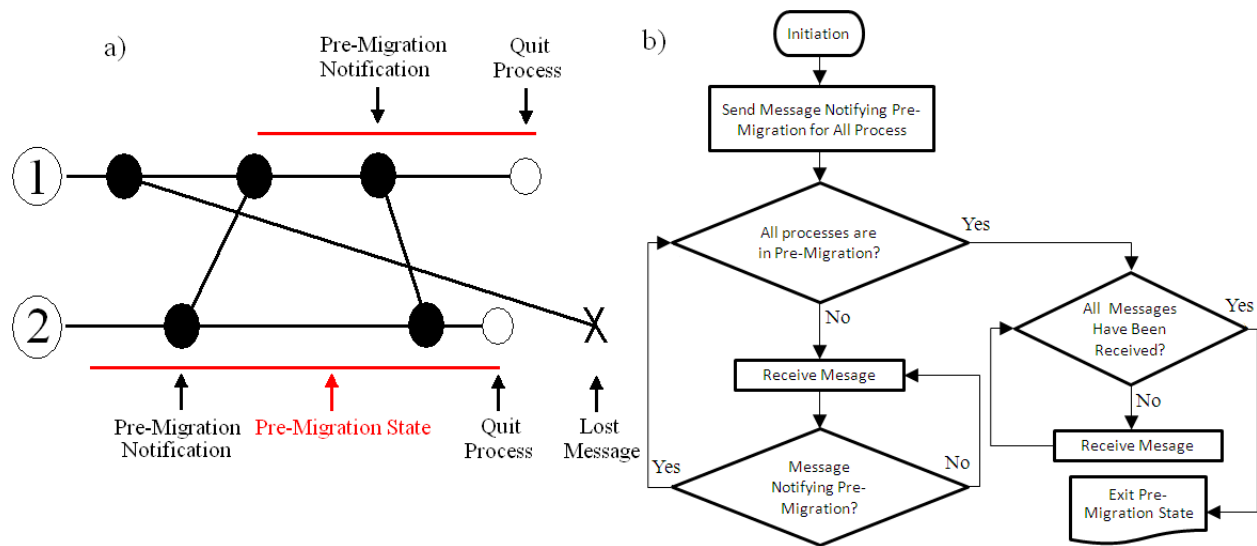 a)
Pre-Migration
Notification
Quit
Process
1
2
X
Pre-Migration
Notification
Pre-Migration State
Quit
Process
Lost
Message
b)
Initiation
Send Message Notifying Pre-
Migration for All Process
All processes are
in Pre-Migration?
Yes
No
Receive Mesage
Message
Notifying Pre-
Migration?
Yes
No
All Messages
Have Been
Received?
Yes
No
Receive Mesage
Exit Pre-
Migration State